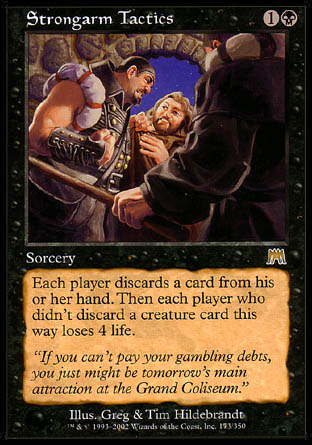 Strongarm Tactics 1
Sorcery
Each player discards a card from his
or her hand. Then each player who
didn't discard a creature card this
way loses 4 life.
"If you can't pay your gambling debts,
you just might be tomorrow's main
attraction at the Grand Coliseum."
Illus. Greg & Tim Hildebrandt
™ & © 1993-2002 Wizards of the Coast, Inc. 173/350